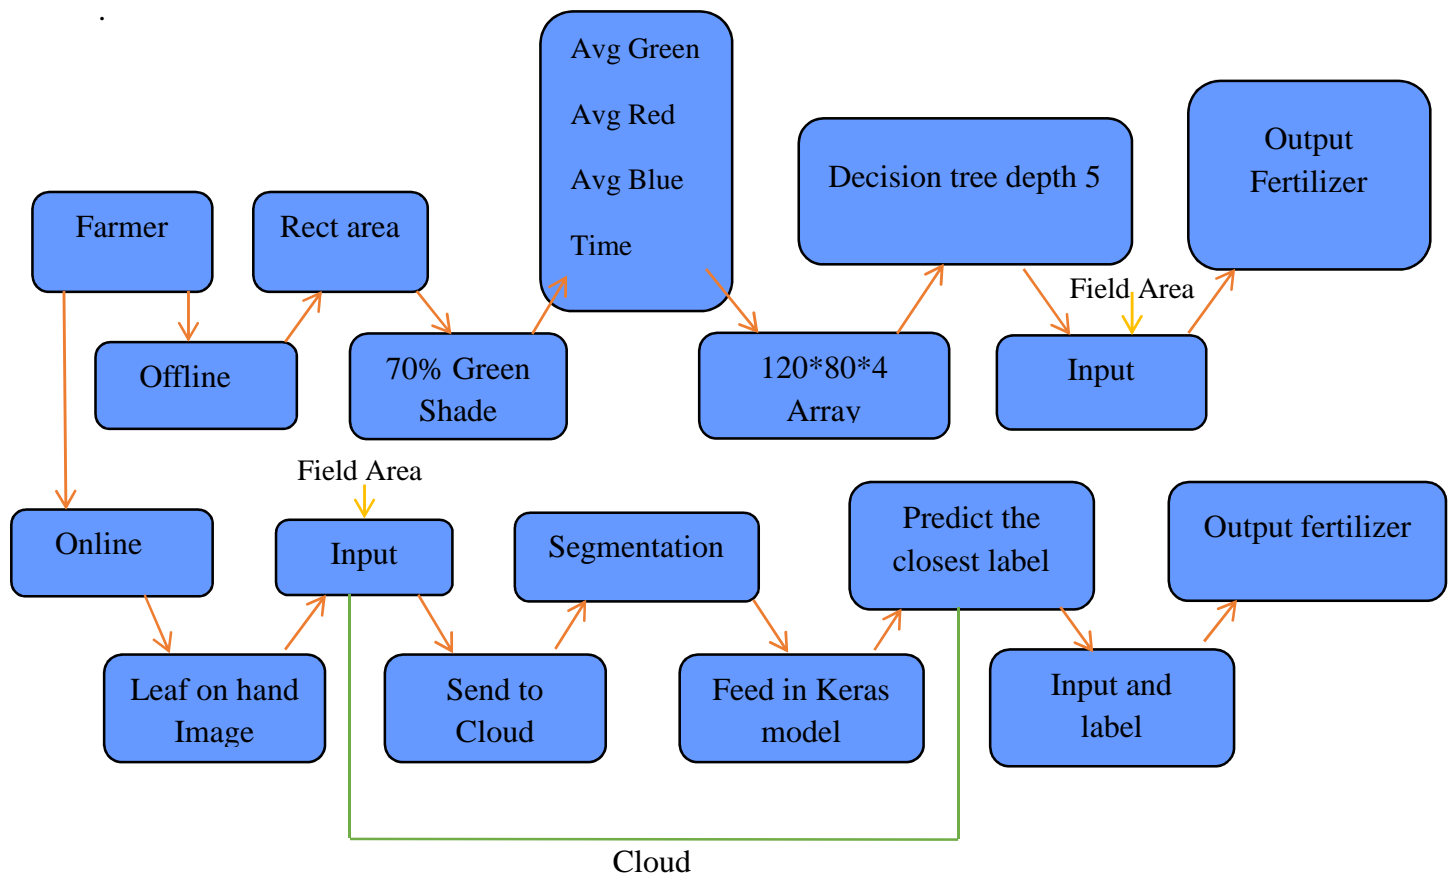 .
Avg Green
Avg Red
Avg Blue
Time
Decision tree depth 5
Output
Fertilizer
Farmer
Rect area
Field Area
Offline
70% Green
Shade
120*80*4
Array
Input
Field Area
Online
Input
Segmentation
Predict the
closest label
Output fertilizer
Leaf on hand
Image
Send to
Cloud
Feed in Keras
model
Input and
label
Cloud